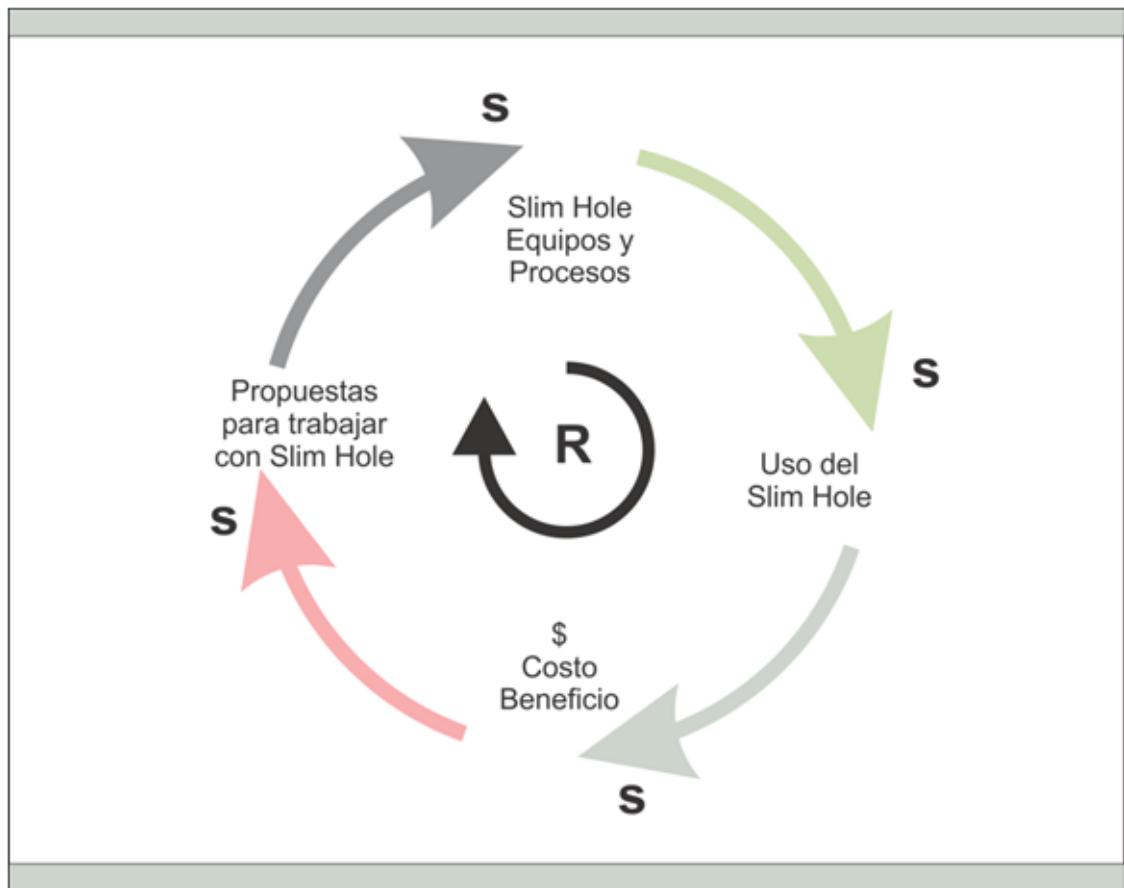 s
Slim Hole
Equipos y
Procesos
s
Propuestas
para trabajar
con Slim Hole
R
Uso del
Slim Hole
s
$
Costo
Beneficio
s